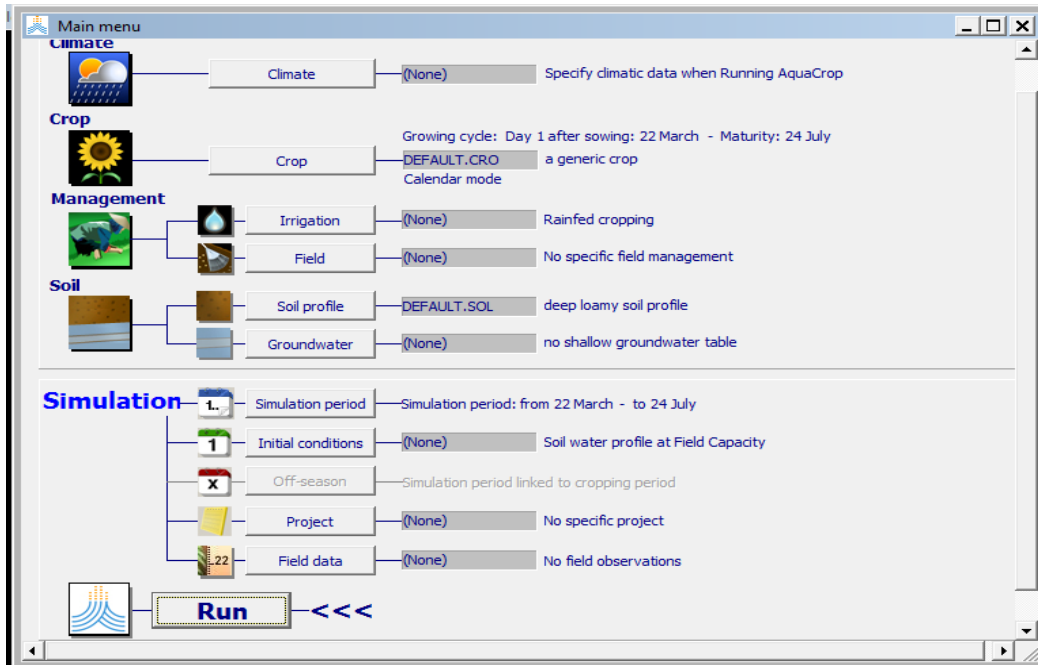 Main menu
Climate
Climate (None) Specify climatic data when Running AquaCrop
Crop
Growing cycle: Day 1 after sowing: 22 March - Maturity: 24 July
Crop DEFAULT.CRO a generic crop
Calendar mode
Management
Irrigation (None) Rainfed cropping
Field (None) No specific field management
Soil
Soil profile DEFAULT.SOL deep loamy soil profile
Groundwater (None) no shallow groundwater table
Simulation 1.. Simulation period Simulation period: from 22 March - to 24 July
1 Initial conditions (None) Soil water profile at Field Capacity
x Off-season Simulation period linked to cropping period
Project (None) No specific project
..22 Field data (None) No field observations
Run <<<